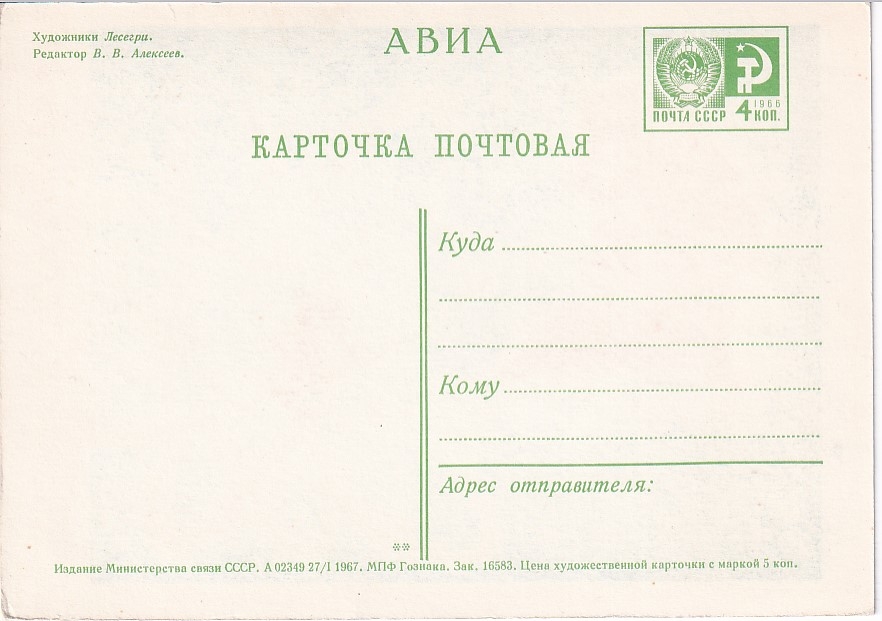 Художники Лесегри.
Редактор В. В. Алексеев.
АВИА
1966
ПОЧТА СССР 4 КОП.
КАРТОЧКА ПОЧТОВАЯ
Куда
Кому
Адрес отправителя:
**
Издание Министерства связи СССР. А 02349 27/I 1967. МПФ Гознака. Зак. 16583. Цена художественной карточки с маркой 5 коп.